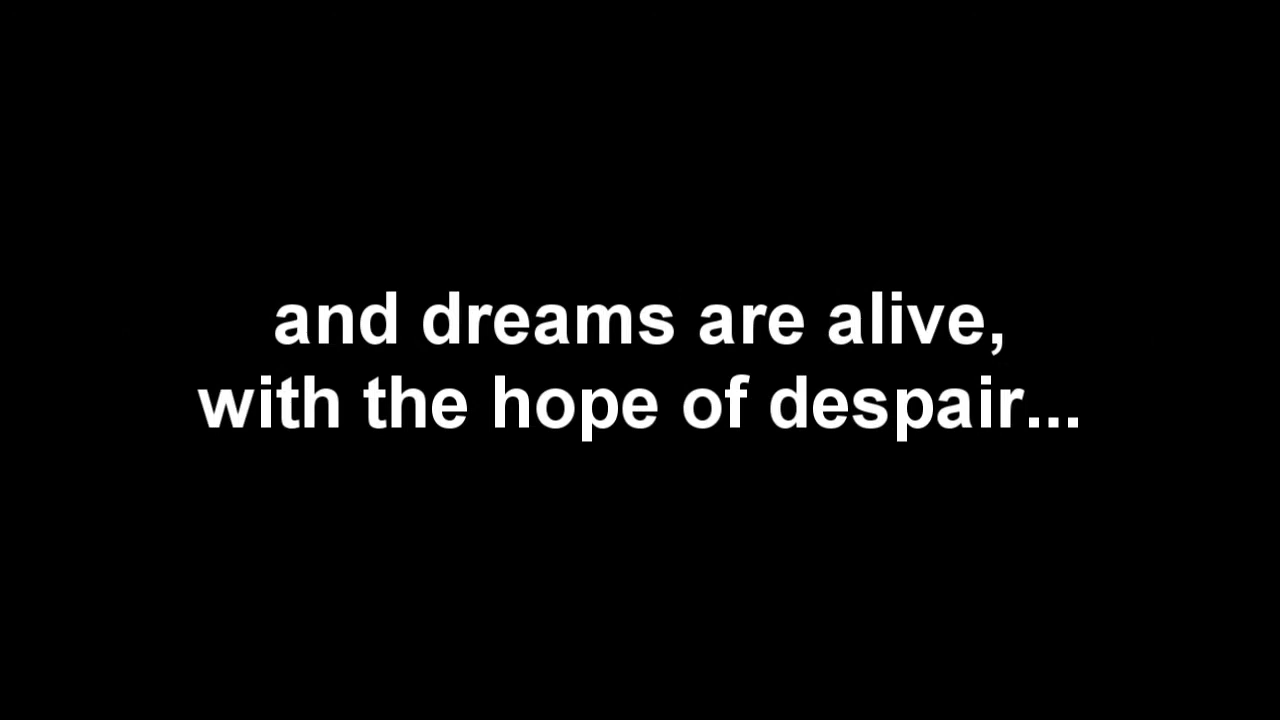 and dreams are alive,
with the hope of despair...